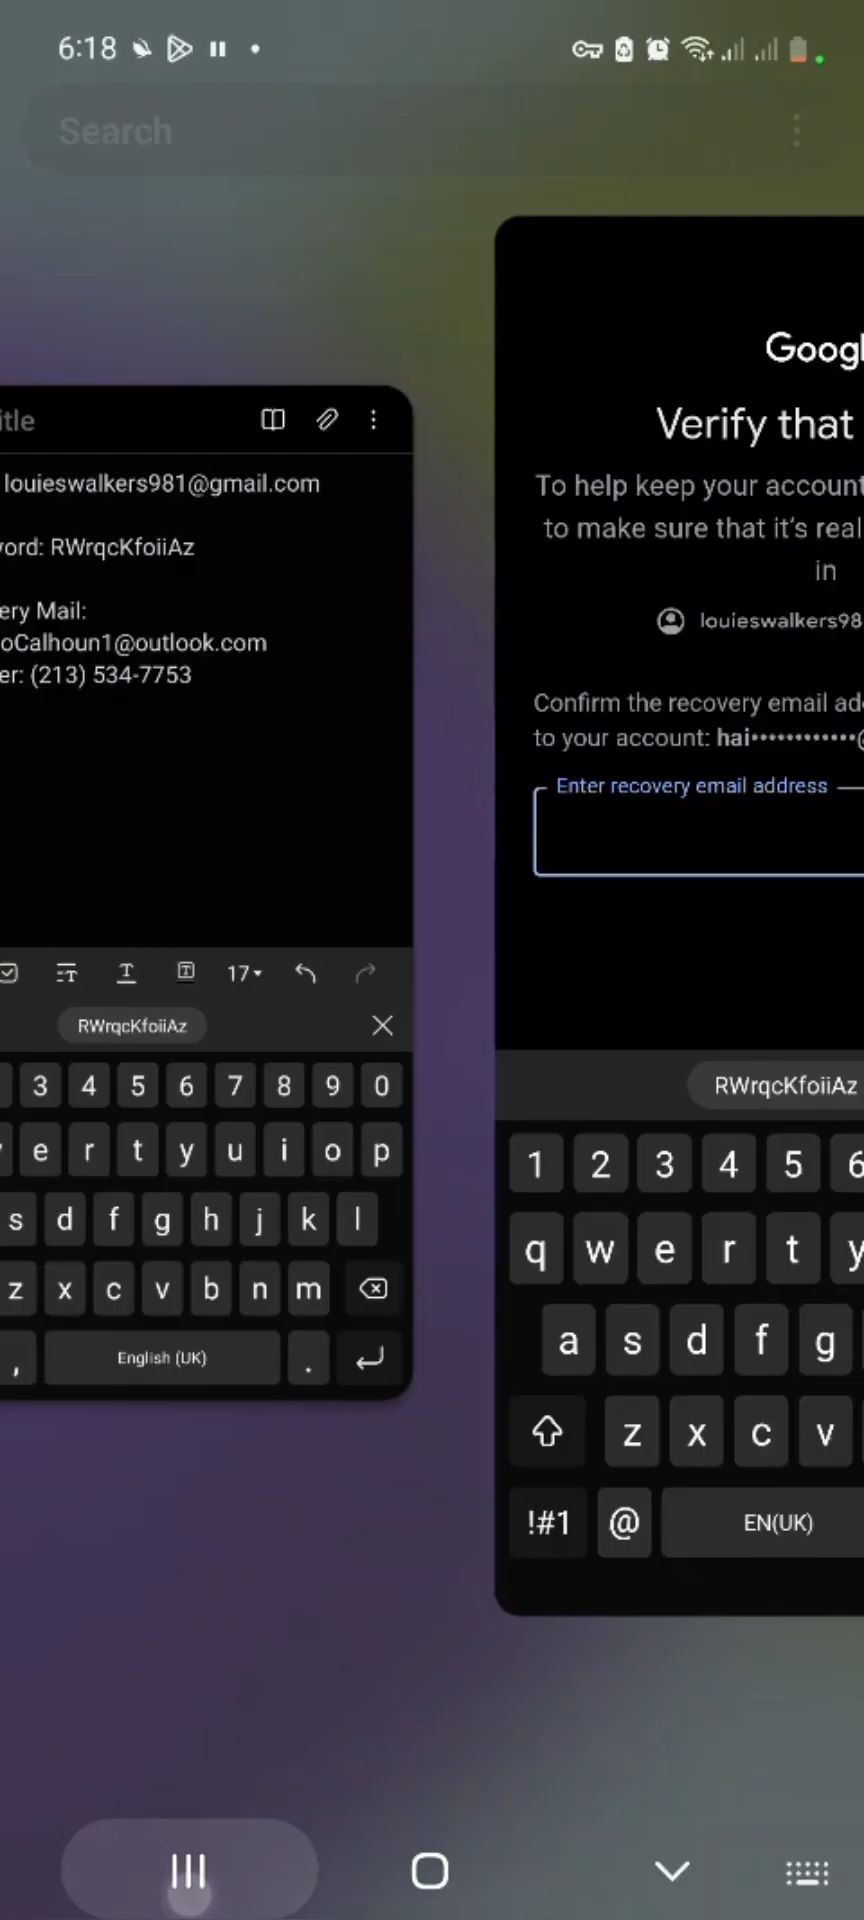 6:18
Search
itle
louieswalkers981@gmail.com
ord: RWrqcKfoiiAz
ery Mail:
oCalhoun1@outlook.com
er: (213) 534-7753
17
RWrqcKfoiiAz
3 4 5 6 7 8 9 0
e r t y u i o p
s d f g h j k l
z x c v b n m
, English (UK) .
Googl
Verify that
To help keep your account
to make sure that it's real
in
louieswalkers98
Confirm the recovery email ad
to your account: hai••••••••••••@
Enter recovery email address
RWrqcKfoiiAz
1 2 3 4 5 6
q w e r t y
a s d f g
z x c v
!#1 @ EN(UK)